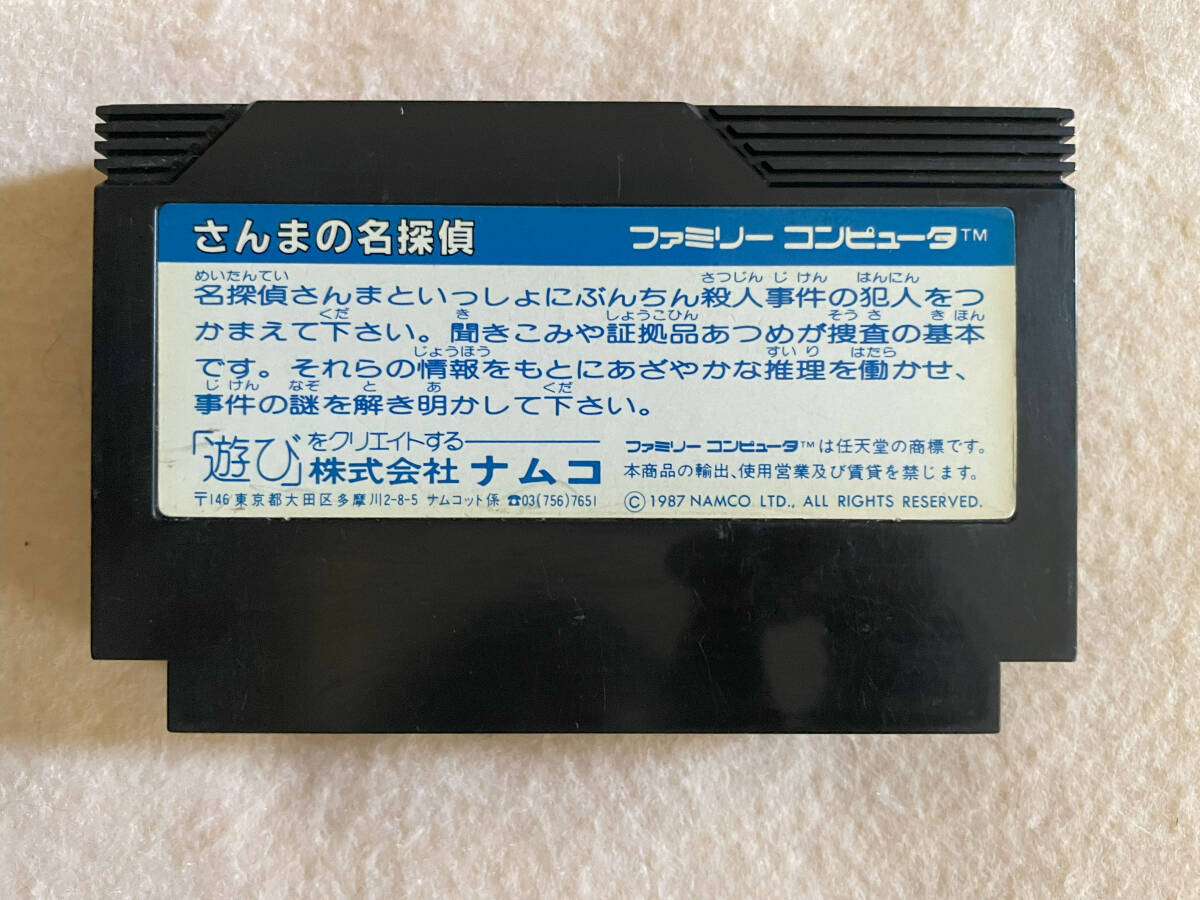 さんまの名探偵 ファミリー コンピュータ™
めいたんてい さつじん じ けん はんにん
名探偵さんまといっしょにぶんちん殺人事件の犯人をつ
くだ き しょうこひん そう さ き ほん
かまえて下さい。聞きこみや証拠品あつめが捜査の基本
じょうほう すい り はたら
です。それらの情報をもとにあざやかな推理を働かせ、
じ けん なぞ と あ くだ
事件の謎を解き明かして下さい。
「遊び」をクリエイトする
株式会社 ナムコ
〒146 東京都大田区多摩川2-8-5 ナムコット係 ☎03(756)7651
ファミリー コンピュータ™は任天堂の商標です。
本商品の輸出、使用営業及び賃貸を禁じます。
©1987 NAMCO LTD., ALL RIGHTS RESERVED.